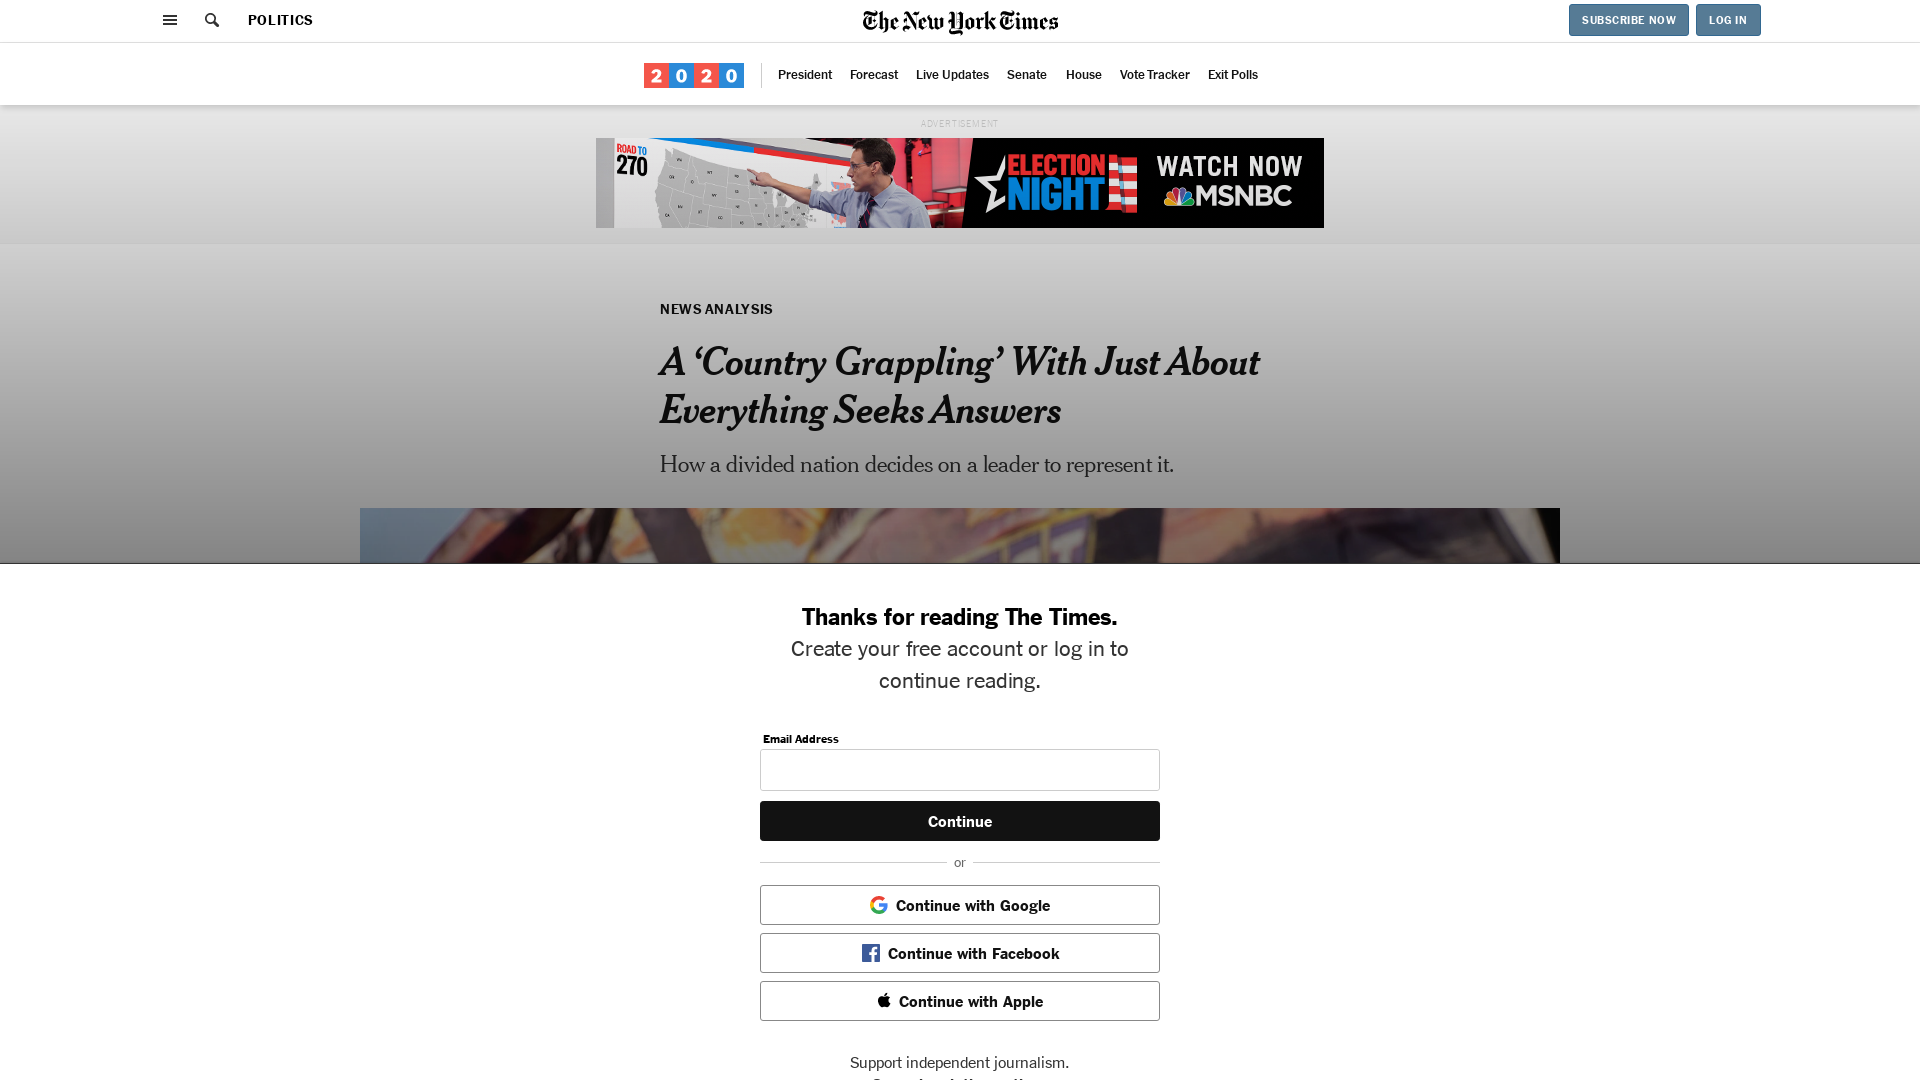 POLITICS
The New York Times
SUBSCRIBE NOW
LOG IN
2020
President
Forecast
Live Updates
Senate
House
Vote Tracker
Exit Polls
ADVERTISEMENT
ROAD TO
270
ELECTION
NIGHT
WATCH NOW
MSNBC
NEWS ANALYSIS
A ‘Country Grappling’ With Just About
Everything Seeks Answers
How a divided nation decides on a leader to represent it.
Thanks for reading The Times.
Create your free account or log in to
continue reading.
Email Address
Continue
or
Continue with Google
Continue with Facebook
Continue with Apple
Support independent journalism.